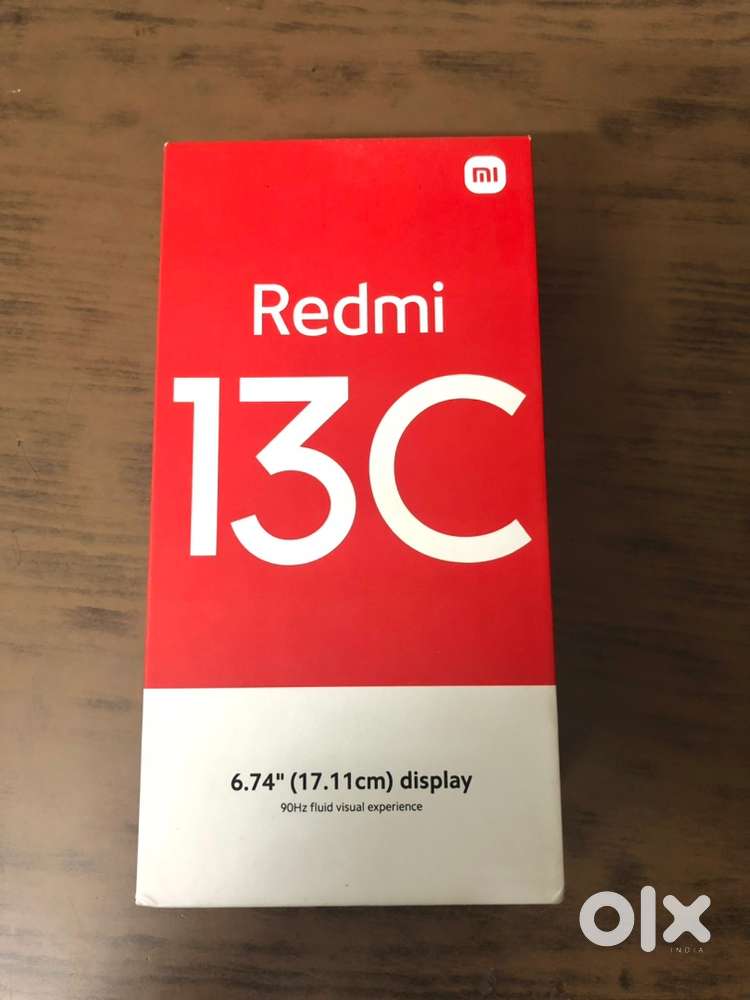 mi
Redmi
13C
6.74" (17.11cm) display
90Hz fluid visual experience
olx
INDIA